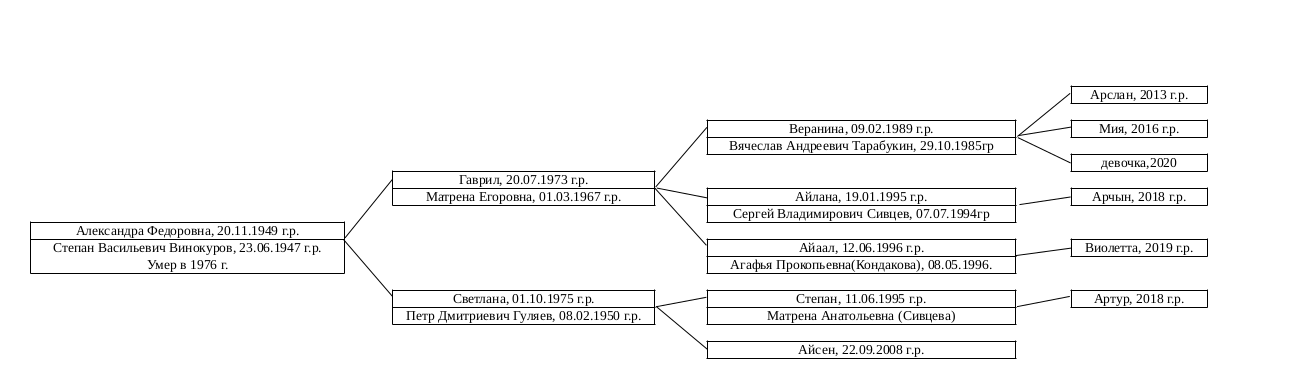 Александра Федоровна, 20.11.1949 г.р.
Степан Васильевич Винокуров, 23.06.1947 г.р.
Умер в 1976 г.
Гаврил, 20.07.1973 г.р.
Матрена Егоровна, 01.03.1967 г.р.
Веранина, 09.02.1989 г.р.
Вячеслав Андреевич Тарабукин, 29.10.1985гр
Арслан, 2013 г.р.
Мия, 2016 г.р.
девочка,2020
Айлана, 19.01.1995 г.р.
Сергей Владимирович Сивцев, 07.07.1994гр
Арчын, 2018 г.р.
Айаал, 12.06.1996 г.р.
Агафья Прокопьевна(Кондакова), 08.05.1996.
Виолетта, 2019 г.р.
Светлана, 01.10.1975 г.р.
Петр Дмитриевич Гуляев, 08.02.1950 г.р.
Степан, 11.06.1995 г.р.
Матрена Анатольевна (Сивцева)
Артур, 2018 г.р.
Айсен, 22.09.2008 г.р.